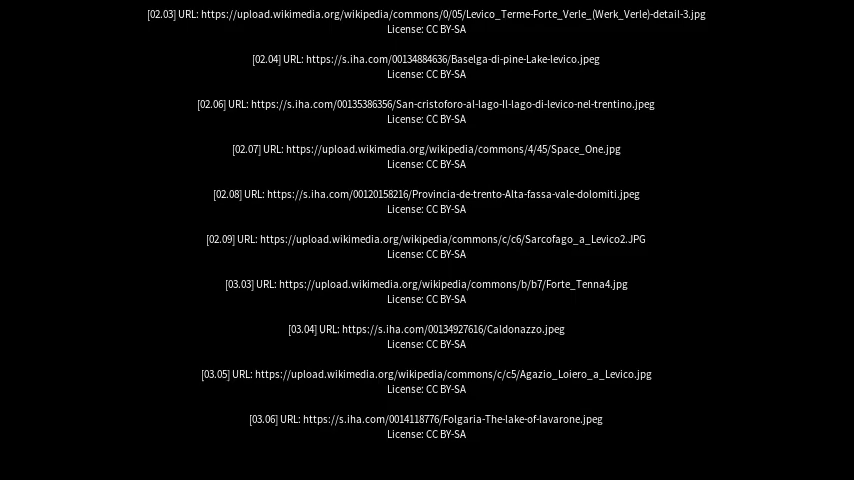 [02.03] URL: https://upload.wikimedia.org/wikipedia/commons/0/05/Levico_Terme-Forte_Verle_(Werk_Verle)-detail-3.jpg
License: CC BY-SA
[02.04] URL: https://s.iha.com/00134884636/Baselga-di-pine-Lake-levico.jpeg
License: CC BY-SA
[02.06] URL: https://s.iha.com/00135386356/San-cristoforo-al-lago-Il-lago-di-levico-nel-trentino.jpeg
License: CC BY-SA
[02.07] URL: https://upload.wikimedia.org/wikipedia/commons/4/45/Space_One.jpg
License: CC BY-SA
[02.08] URL: https://s.iha.com/00120158216/Provincia-de-trento-Alta-fassa-vale-dolomiti.jpeg
License: CC BY-SA
[02.09] URL: https://upload.wikimedia.org/wikipedia/commons/c/c6/Sarcofago_a_Levico2.JPG
License: CC BY-SA
[03.03] URL: https://upload.wikimedia.org/wikipedia/commons/b/b7/Forte_Tenna4.jpg
License: CC BY-SA
[03.04] URL: https://s.iha.com/00134927616/Caldonazzo.jpeg
License: CC BY-SA
[03.05] URL: https://upload.wikimedia.org/wikipedia/commons/c/c5/Agazio_Loiero_a_Levico.jpg
License: CC BY-SA
[03.06] URL: https://s.iha.com/0014118776/Folgaria-The-lake-of-lavarone.jpeg
License: CC BY-SA